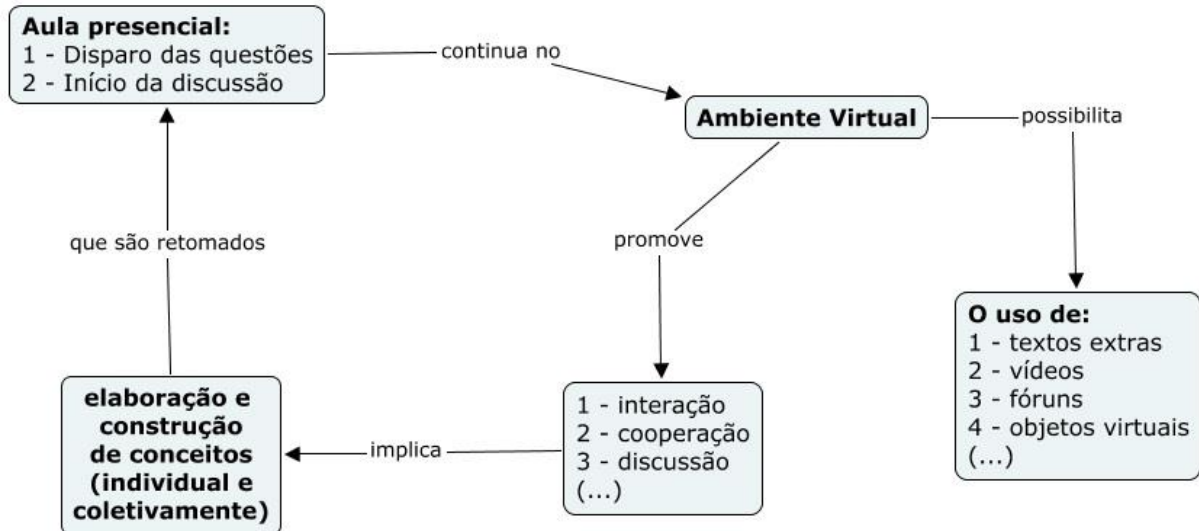 Aula presencial:
1 - Disparo das questões
2 - Início da discussão
continua no
Ambiente Virtual
possibilita
promove
que são retomados
O uso de:
1 - textos extras
2 - vídeos
3 - fóruns
4 - objetos virtuais
(...)
1 - interação
2 - cooperação
3 - discussão
(...)
implica
elaboração e
construção
de conceitos
(individual e
coletivamente)